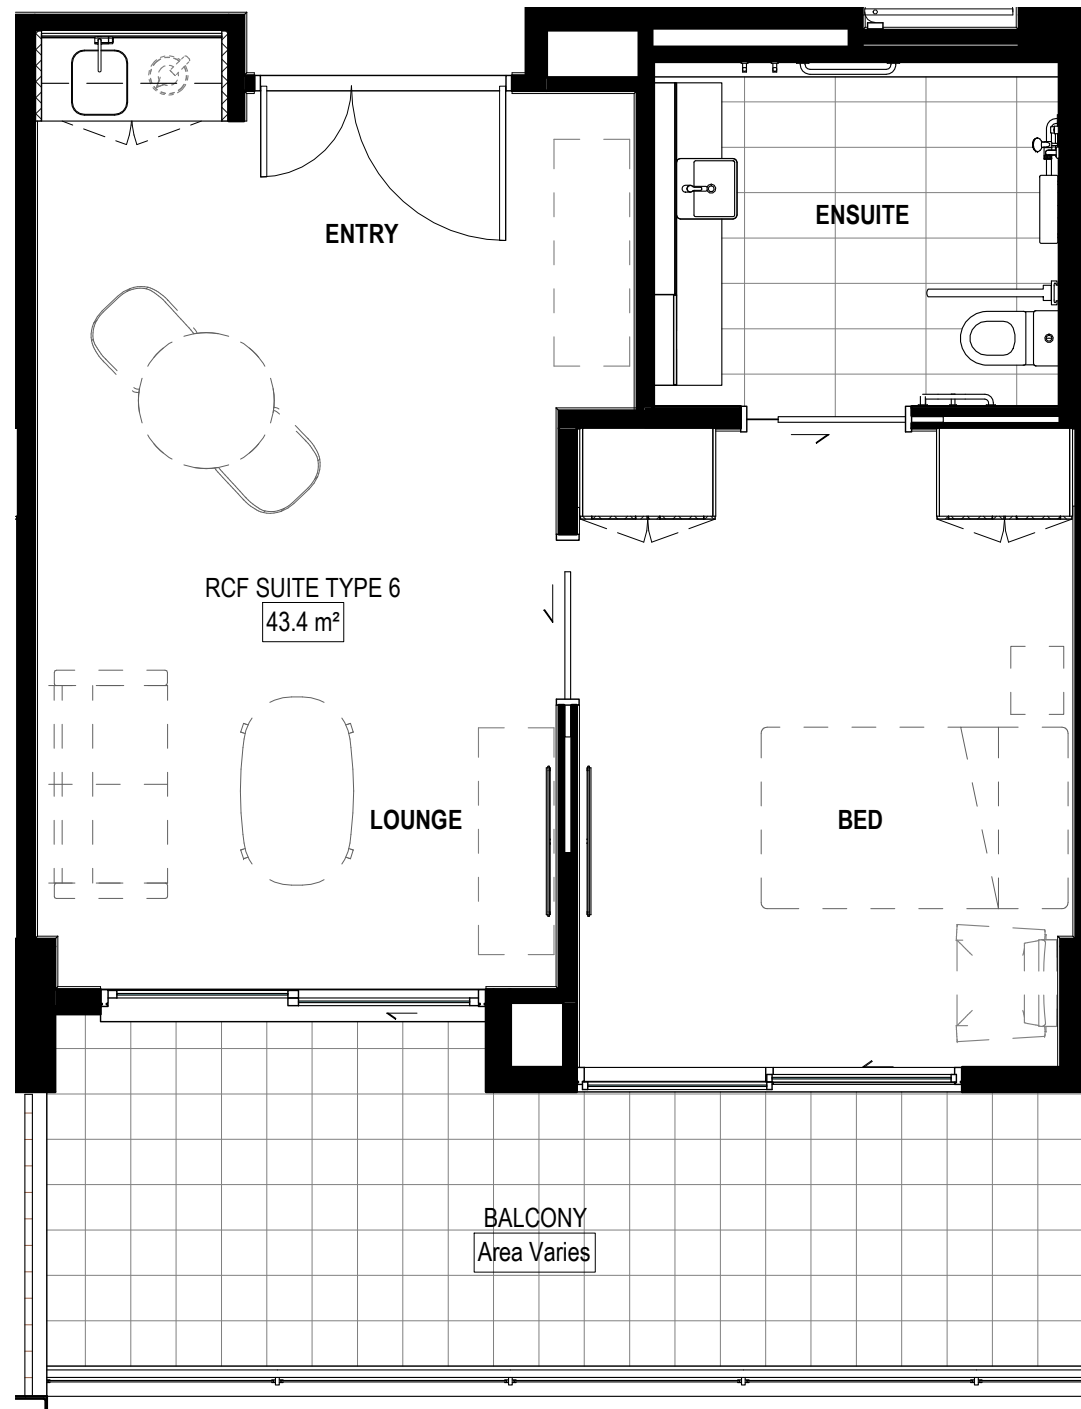 ENSUITE
ENTRY
RCF SUITE TYPE 6
43.4 m²
LOUNGE
BED
BALCONY
Area Varies